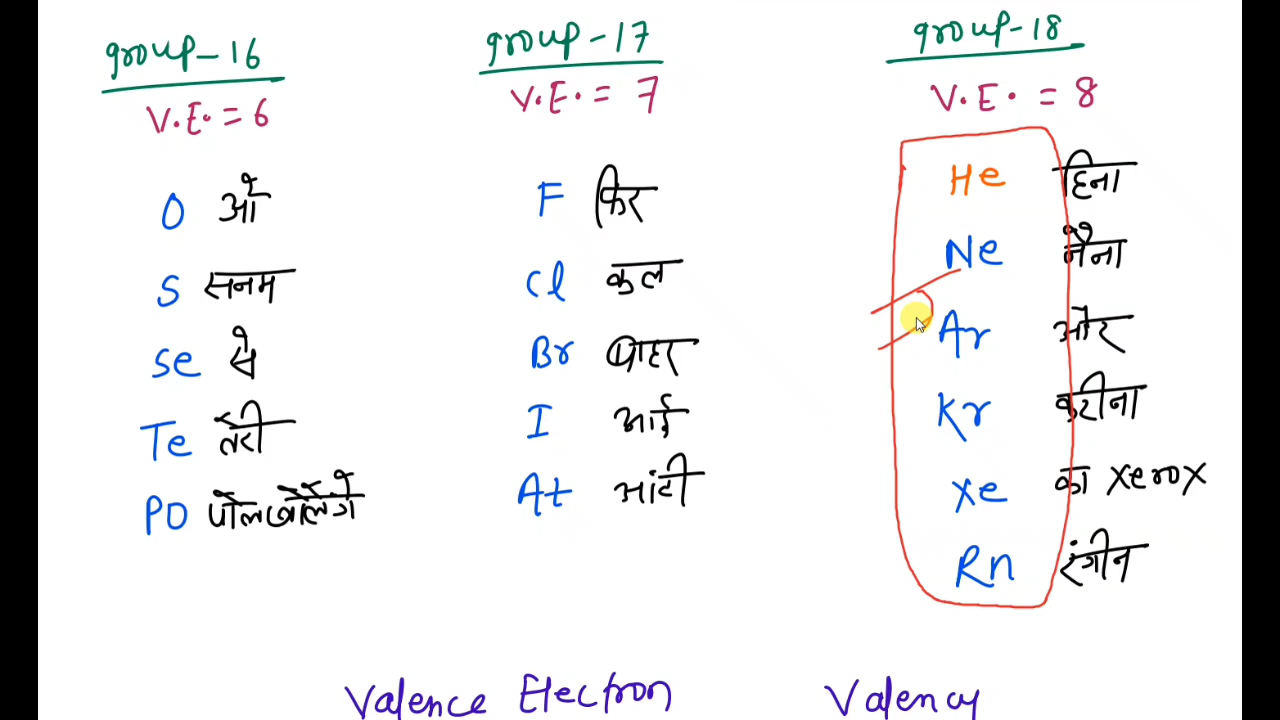 group-16
V.E. = 6
O ओ
S सनम
Se से
Te तेरी
PO पोल खोलेंगे
group-17
V.E. = 7
F फिर
Cl कल
Br बाहर
I आई
At आंटी
group-18
V.E. = 8
He हिना
Ne नैना
Ar और
Kr करीना
Xe का xerox
Rn रंगीन
Valence Electron
Valency